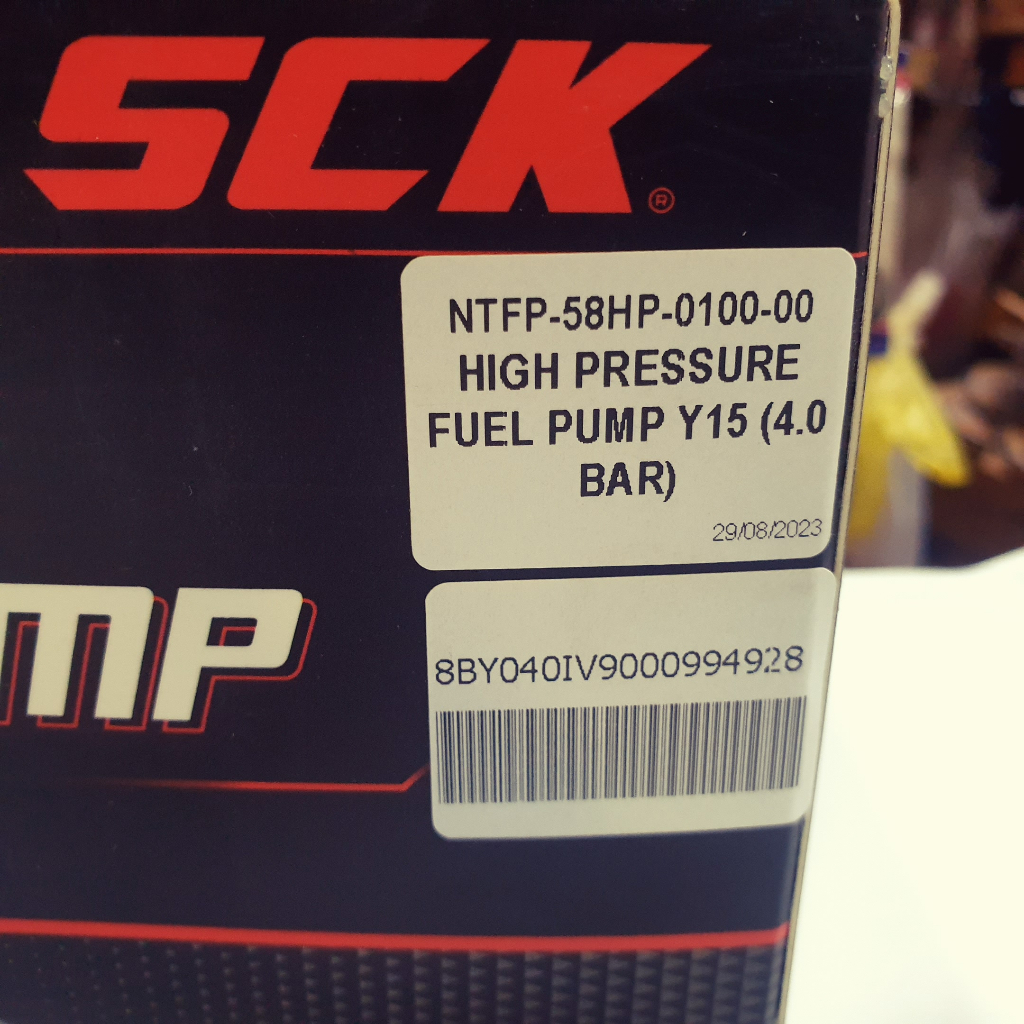 SCK®
NTFP-58HP-0100-00
HIGH PRESSURE
FUEL PUMP Y15 (4.0
BAR)
29/08/2023
MP
8BY040IV9000994928